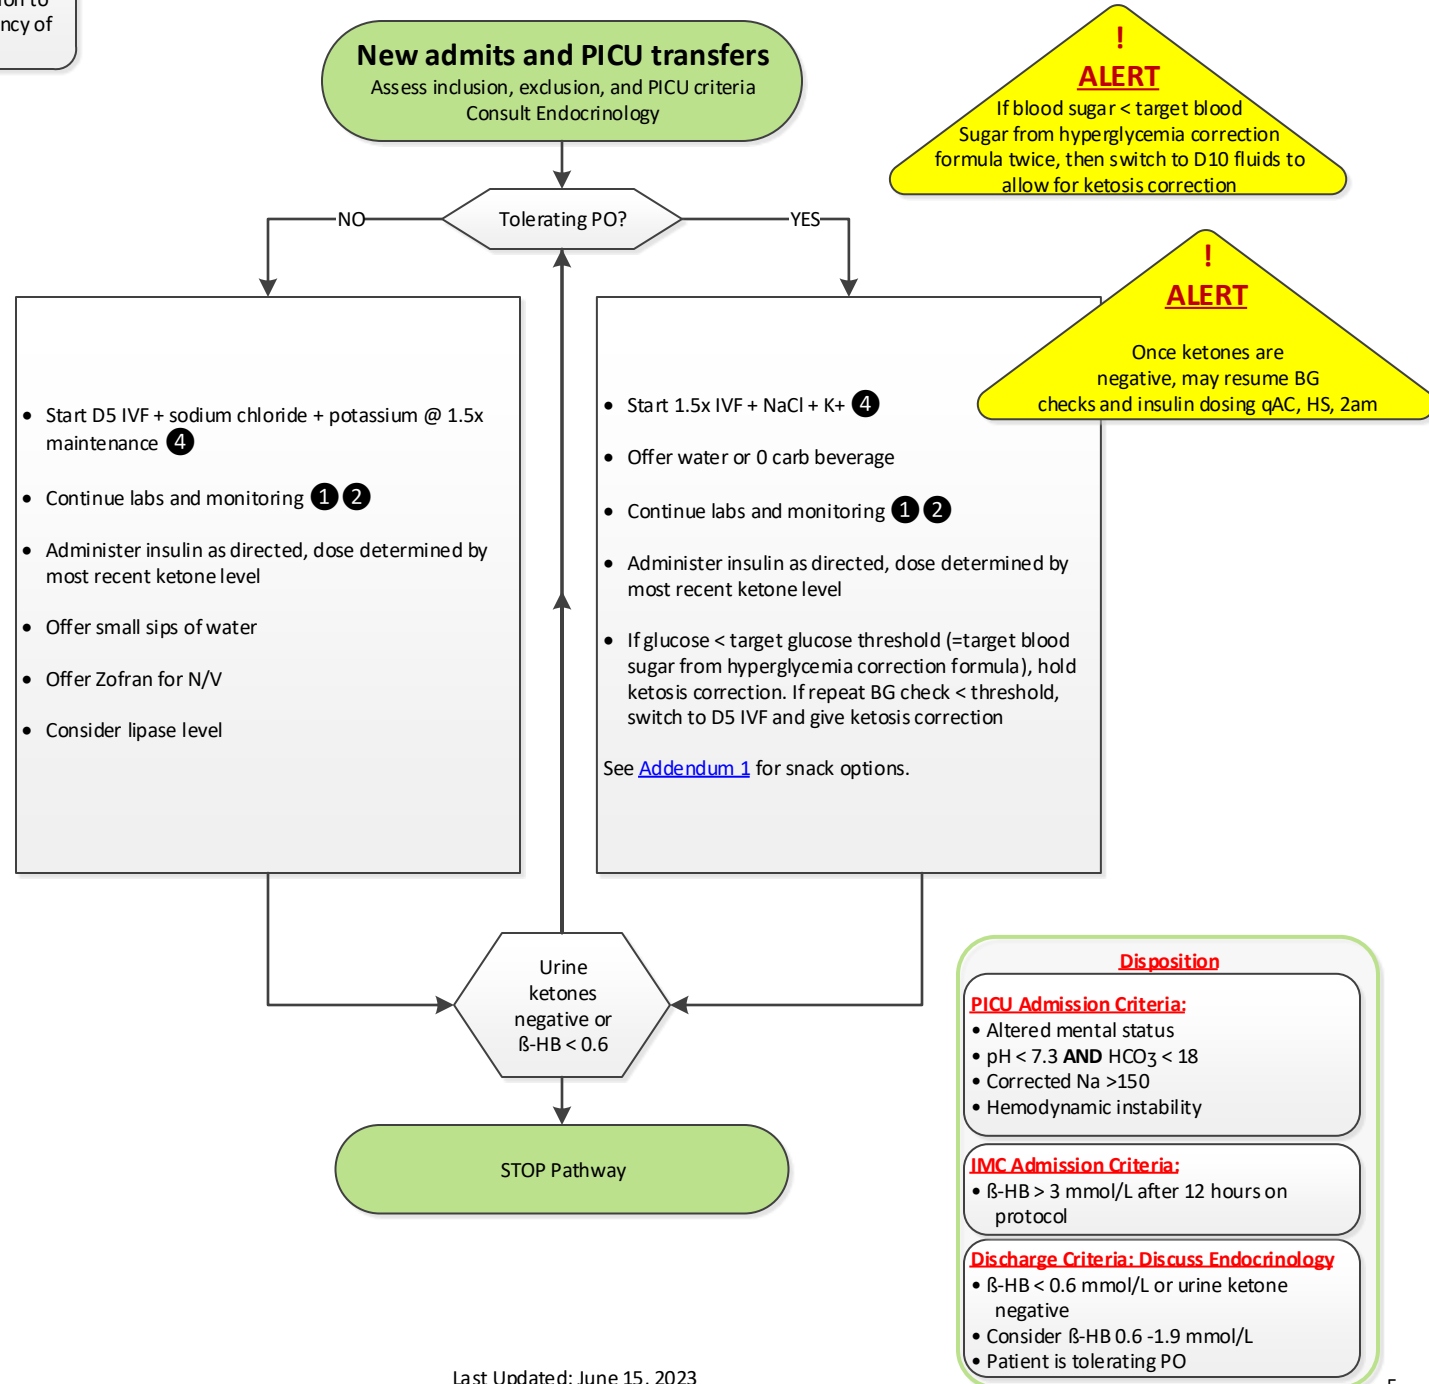 ion to
ncy of
New admits and PICU transfers
Assess inclusion, exclusion, and PICU criteria
Consult Endocrinology
!
ALERT
If blood sugar < target blood
Sugar from hyperglycemia correction
formula twice, then switch to D10 fluids to
allow for ketosis correction
Tolerating PO?
NO
YES
!
ALERT
Once ketones are
negative, may resume BG
checks and insulin dosing qAC, HS, 2am
• Start D5 IVF + sodium chloride + potassium @ 1.5x
maintenance ❹
• Continue labs and monitoring ❶ ❷
• Administer insulin as directed, dose determined by
most recent ketone level
• Offer small sips of water
• Offer Zofran for N/V
• Consider lipase level
• Start 1.5x IVF + NaCl + K+ ❹
• Offer water or 0 carb beverage
• Continue labs and monitoring ❶ ❷
• Administer insulin as directed, dose determined by
most recent ketone level
• If glucose < target glucose threshold (=target blood
sugar from hyperglycemia correction formula), hold
ketosis correction. If repeat BG check < threshold,
switch to D5 IVF and give ketosis correction
See Addendum 1 for snack options.
Urine
ketones
negative or
ß-HB < 0.6
STOP Pathway
Disposition
PICU Admission Criteria:
• Altered mental status
• pH < 7.3 AND HCO3 < 18
• Corrected Na >150
• Hemodynamic instability
IMC Admission Criteria:
• ß-HB > 3 mmol/L after 12 hours on
protocol
Discharge Criteria: Discuss Endocrinology
• ß-HB < 0.6 mmol/L or urine ketone
negative
• Consider ß-HB 0.6 -1.9 mmol/L
• Patient is tolerating PO
Last Updated: June 15, 2023